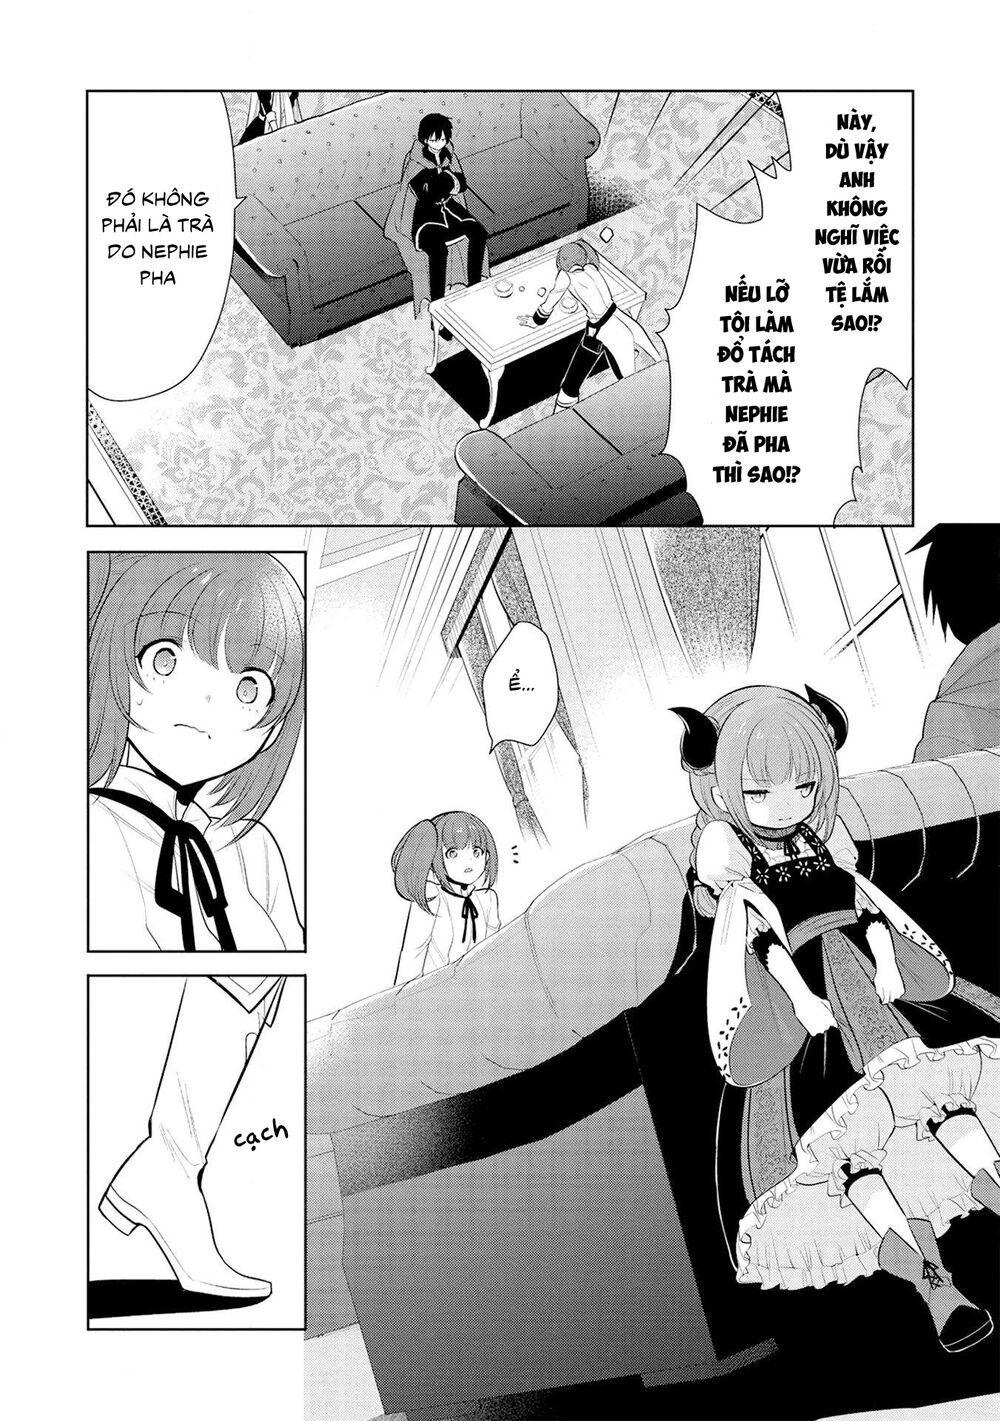 NÀY,
DÙ VẬY
ANH
KHÔNG
NGHĨ VIỆC
VỪA RỒI
TỆ LẮM
SAO!?
NẾU LỠ
TÔI LÀM
ĐỔ TÁCH
TRÀ MÀ
NEPHIE
ĐÃ PHA
THÌ SAO!?
ĐÓ KHÔNG
PHẢI LÀ TRÀ
DO NEPHIE
PHA
Ể...
cạch